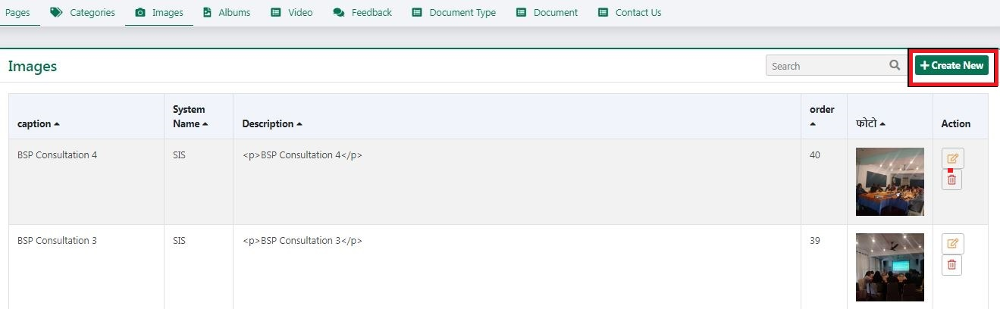 Pages Categories Images Albums Video Feedback Document Type Document Contact Us
Images
Search
Create New
caption
System Name
Description
order
फोटो
Action
BSP Consultation 4 SIS <p>BSP Consultation 4</p> 40
BSP Consultation 3 SIS <p>BSP Consultation 3</p> 39